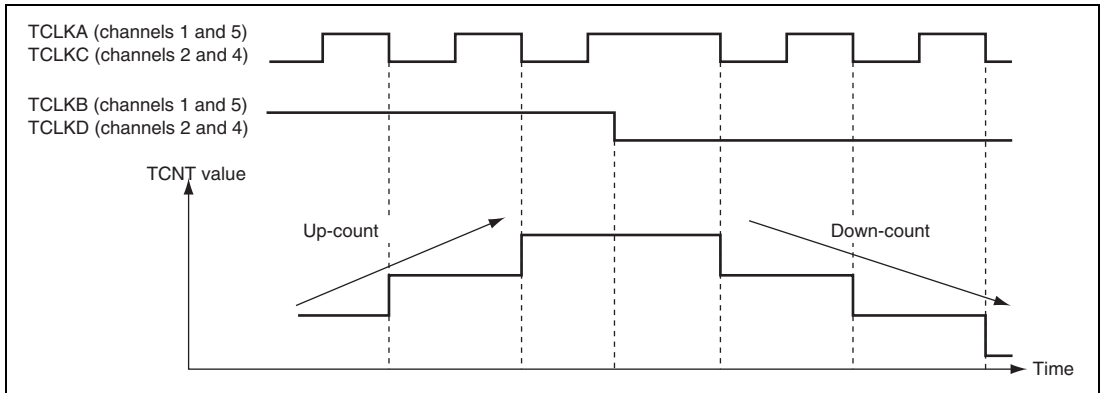 TCLKA (channels 1 and 5)
TCLKC (channels 2 and 4)
TCLKB (channels 1 and 5)
TCLKD (channels 2 and 4)
TCNT value
Up-count
Down-count
Time